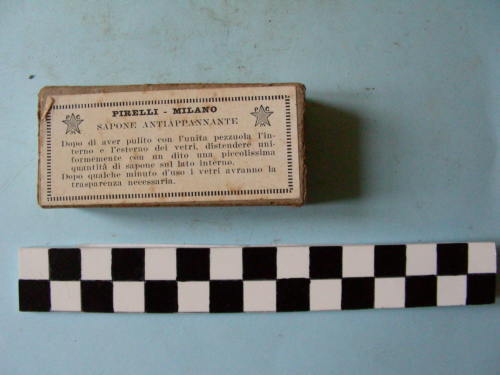 PIRELLI - MILANO
SAPONE ANTIAPPANNANTE
Dopo di aver pulito con l'unita pezzuola l'in-
terno e l'esterno dei vetri, distendere uni-
formemente con un dito una piccolissima
quantità di sapone sul lato interno.
Dopo qualche minuto d'uso i vetri avranno la
trasparenza necessaria.